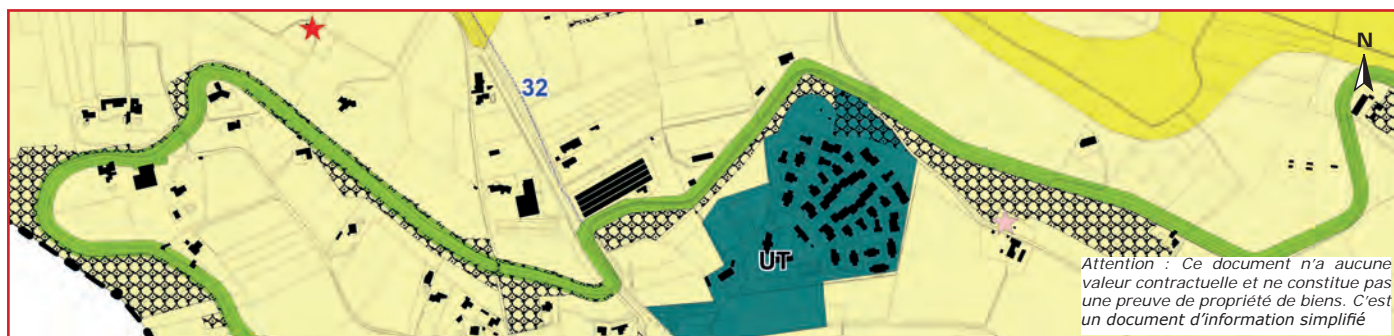 32
N
UT
Attention : Ce document n'a aucune
valeur contractuelle et ne constitue pas
une preuve de propriété de biens. C'est
un document d'information simplifié